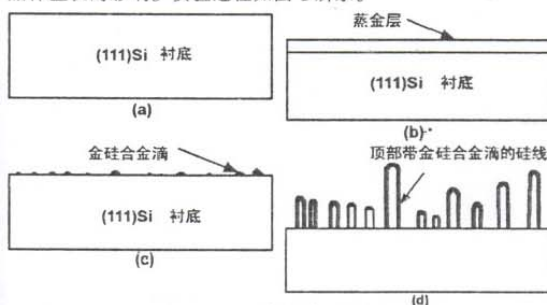 蒸金层
(111)Si 衬底
(111)Si 衬底
(a)
(b)
金硅合金滴
顶部带金硅合金滴的硅线
(111)Si 衬底
(c)
(d)